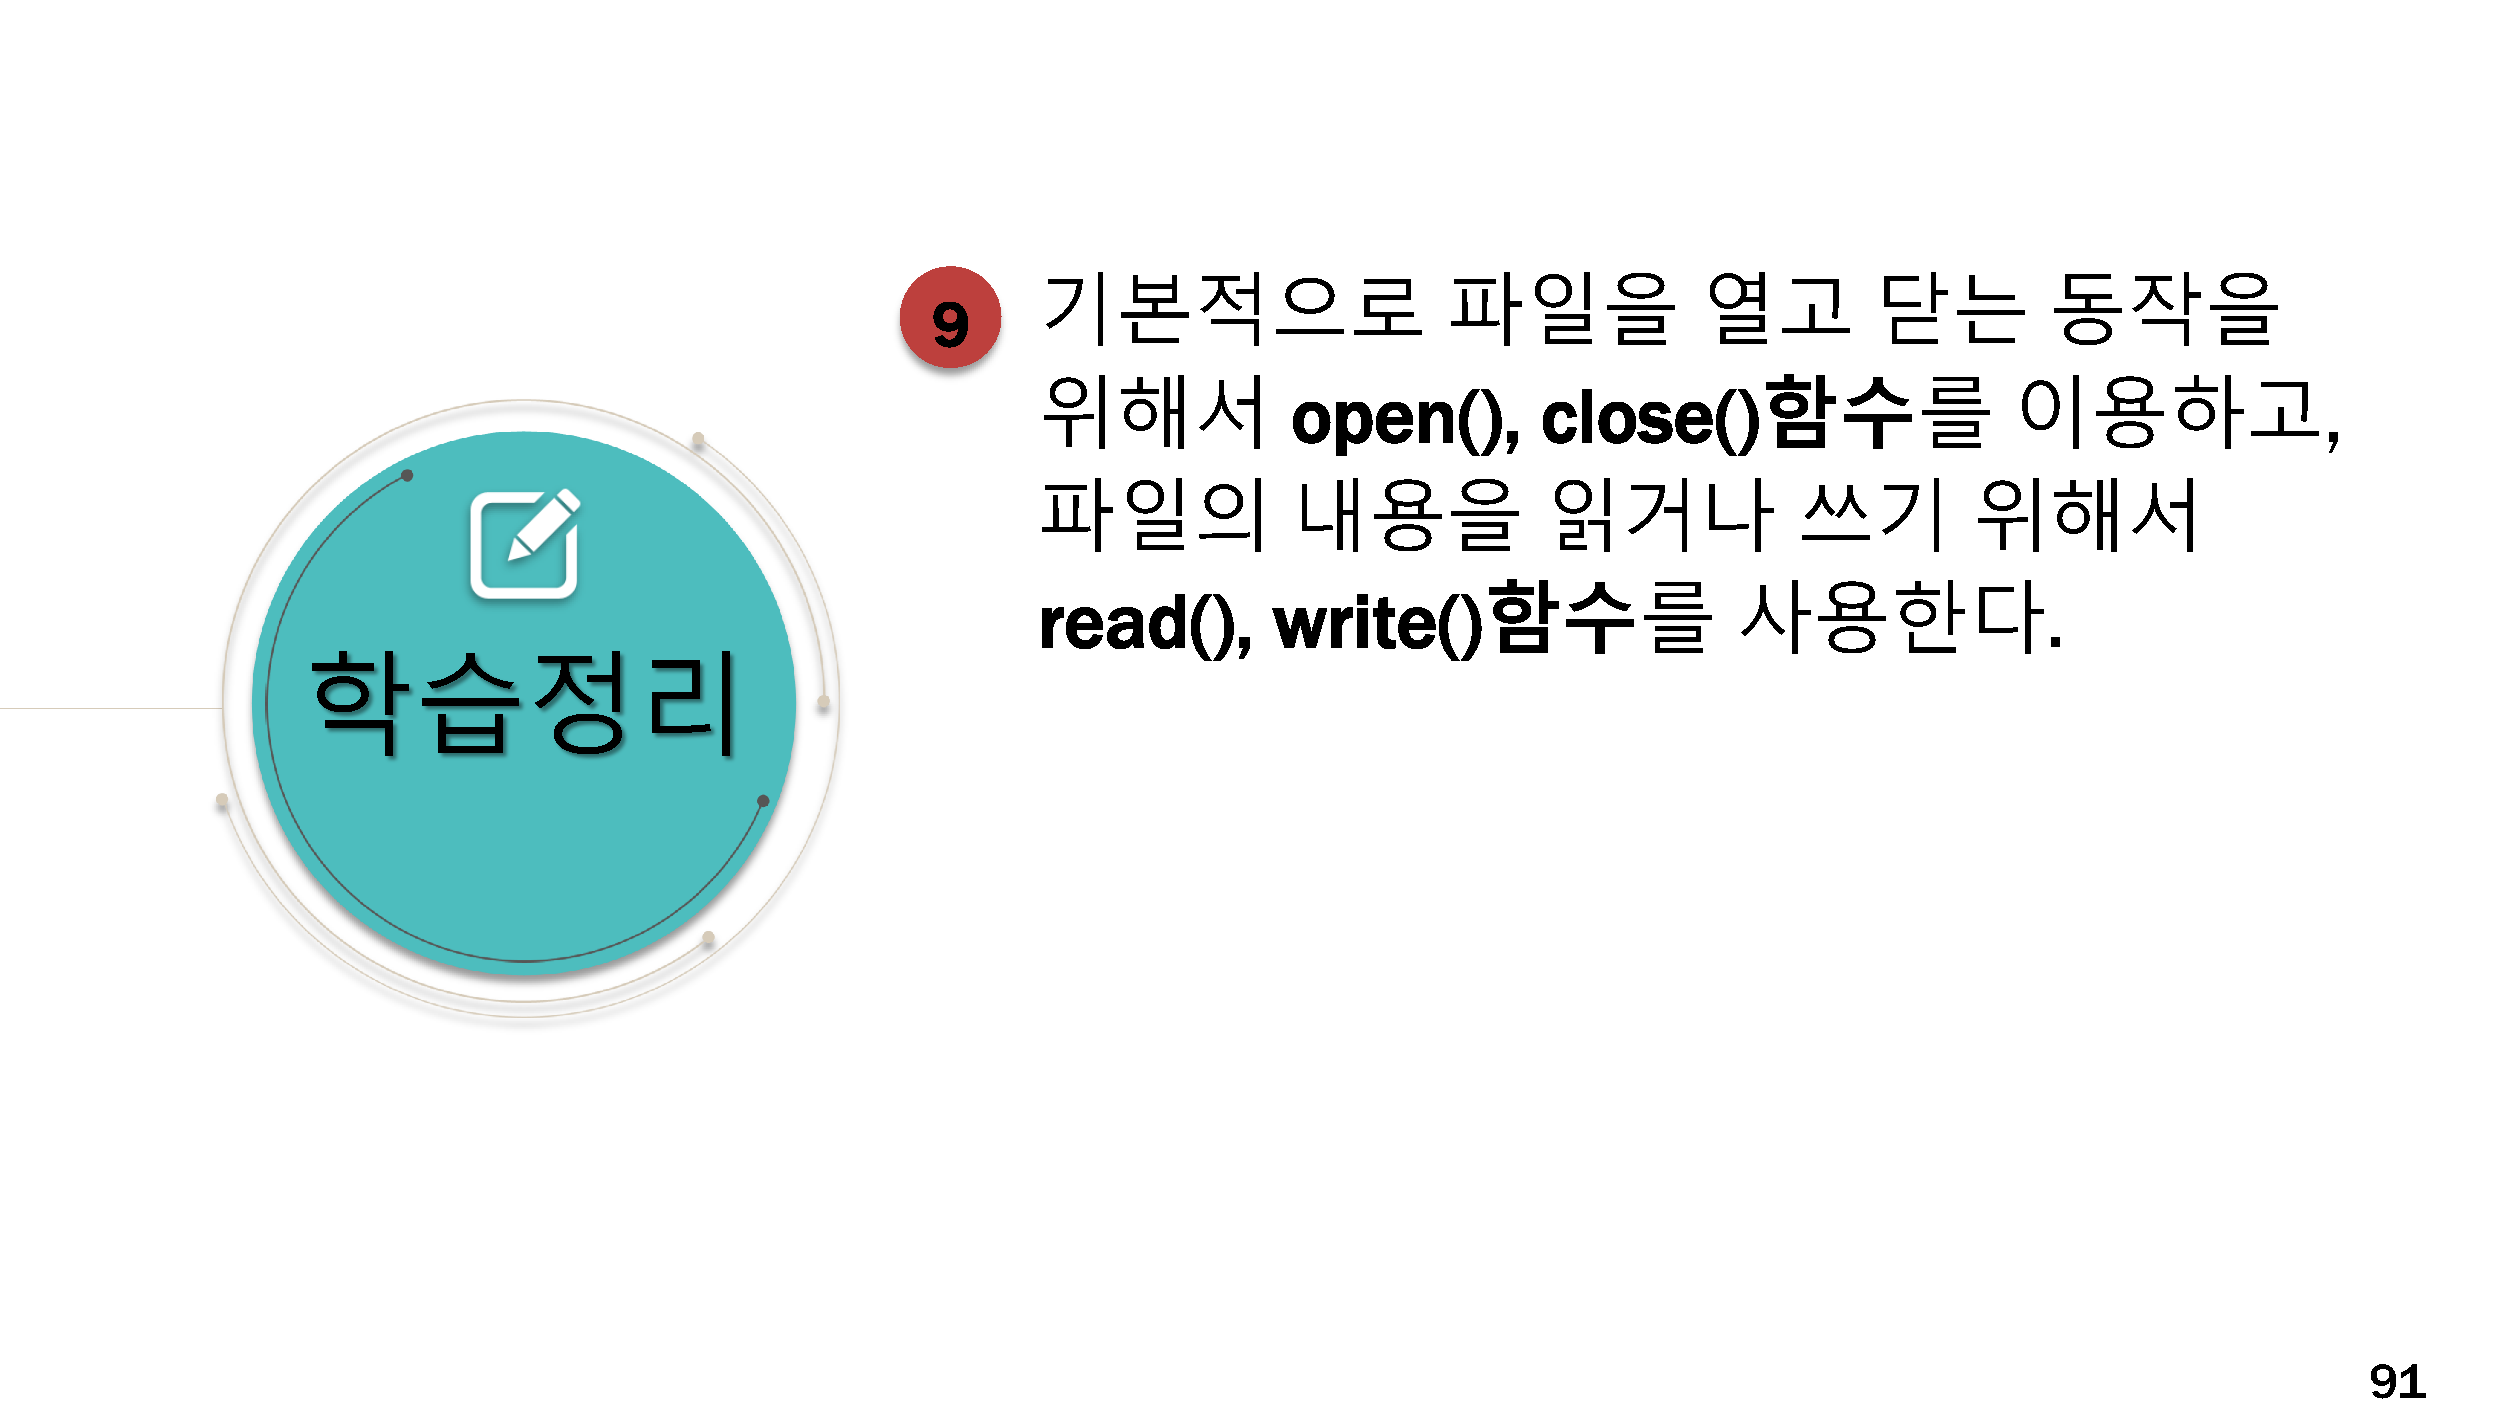 학습정리
9
기본적으로 파일을 열고 닫는 동작을
위해서 open(), close()함수를 이용하고,
파일의 내용을 읽거나 쓰기 위해서
read(), write()함수를 사용한다.
91